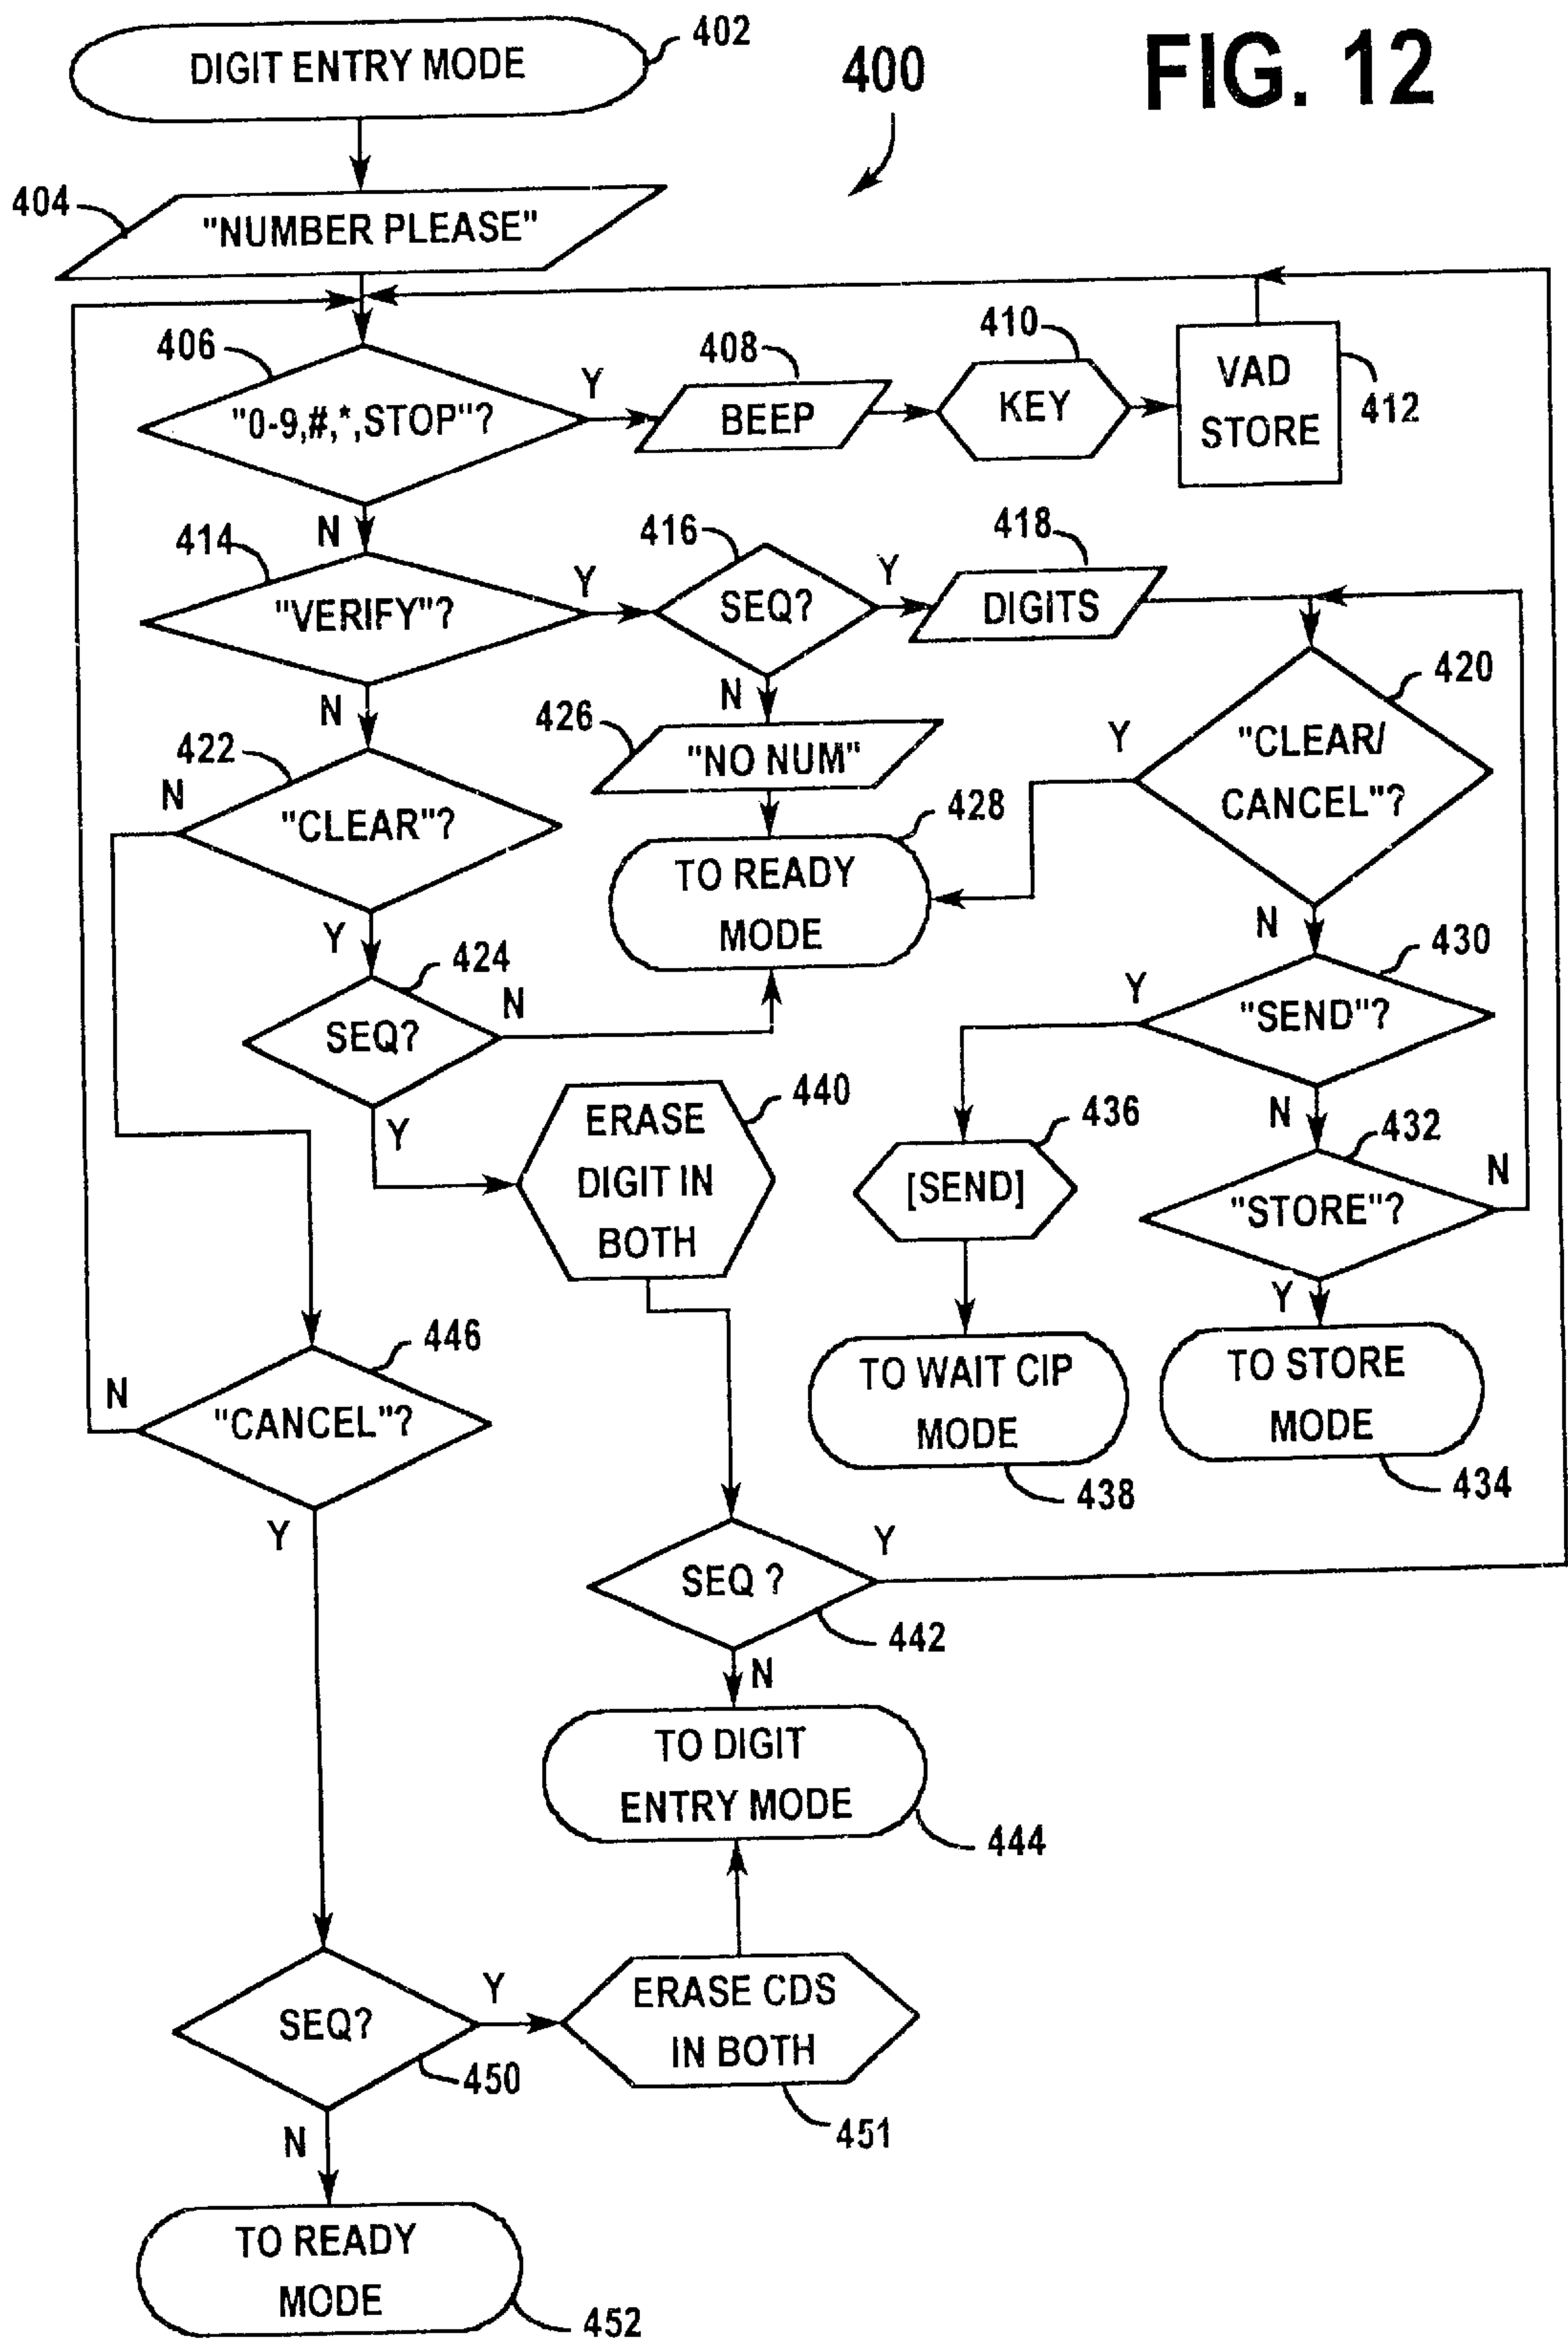 FIG. 12
400
DIGIT ENTRY MODE
402
404
"NUMBER PLEASE"
406
"0-9,#,*,STOP"?
Y
N
408
BEEP
410
KEY
VAD
STORE
412
414
"VERIFY"?
Y
N
416
SEQ?
Y
N
418
DIGITS
420
"CLEAR/
CANCEL"?
Y
N
422
"CLEAR"?
N
Y
426
"NO NUM"
428
TO READY
MODE
424
SEQ?
N
Y
430
"SEND"?
Y
N
432
"STORE"?
N
Y
436
[SEND]
440
ERASE
DIGIT IN
BOTH
TO WAIT CIP
MODE
438
TO STORE
MODE
434
446
"CANCEL"?
N
Y
SEQ ?
Y
442
N
TO DIGIT
ENTRY MODE
444
SEQ?
Y
450
N
ERASE CDS
IN BOTH
451
TO READY
MODE
452